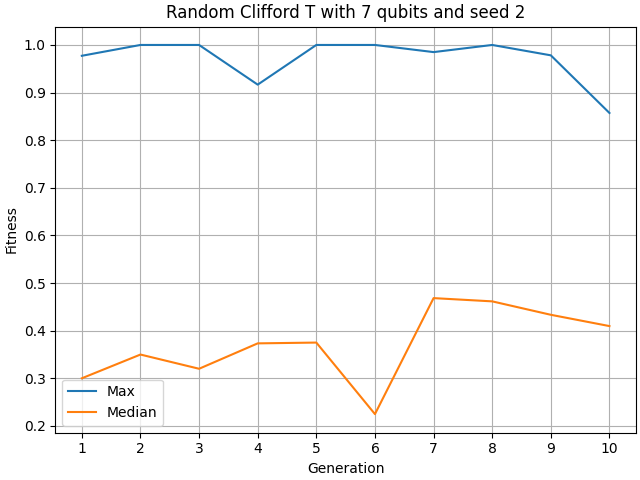 Random Clifford T with 7 qubits and seed 2
1.0
0.9
0.8
0.7
0.6
0.5
0.4
0.3
0.2
Fitness
Max
Median
1 2 3 4 5 6 7 8 9 10
Generation